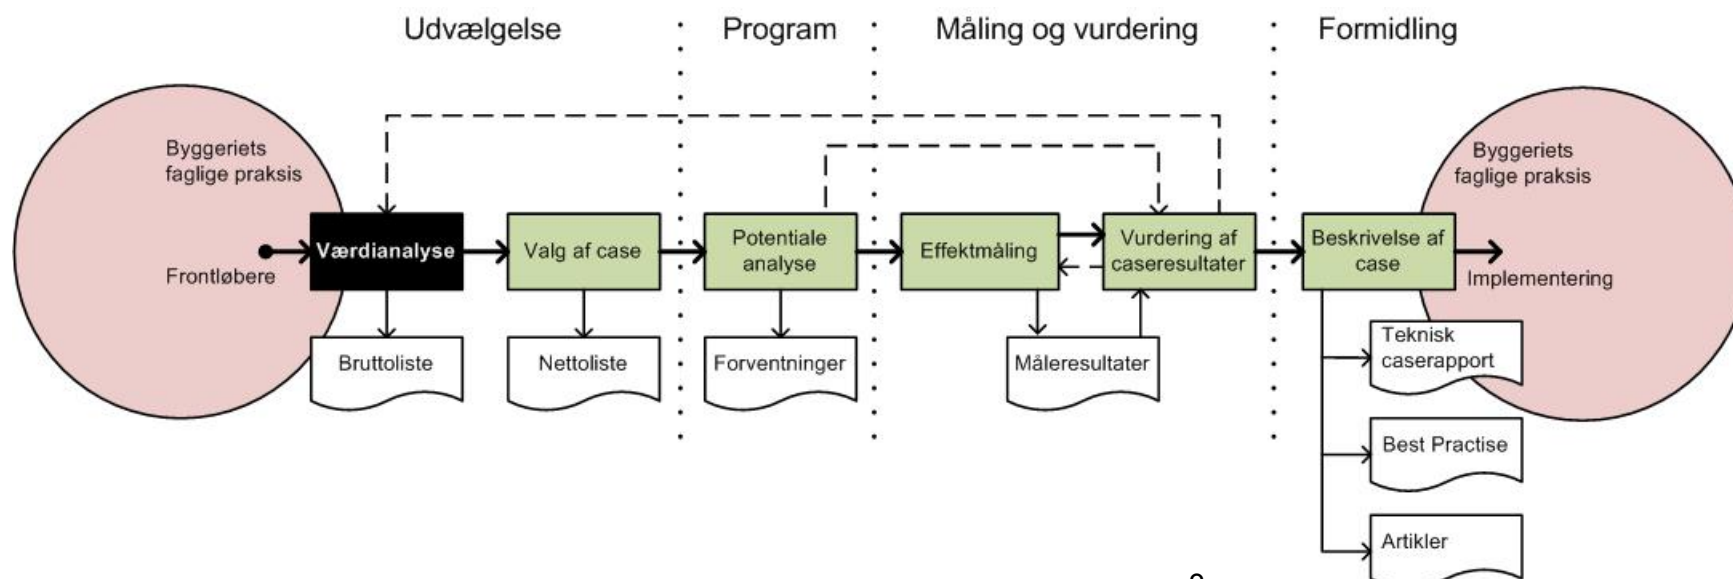 Udvælgelse
Program
Måling og vurdering
Formidling
Byggeriets
faglige praksis
Frontløbere
Værdianalyse
Valg af case
Potentiale
analyse
Effektmåling
Vurdering af
caseresultater
Beskrivelse af
case
Byggeriets
faglige praksis
Implementering
Bruttoliste
Nettoliste
Forventninger
Måleresultater
Teknisk
caserapport
Best Practise
Artikler